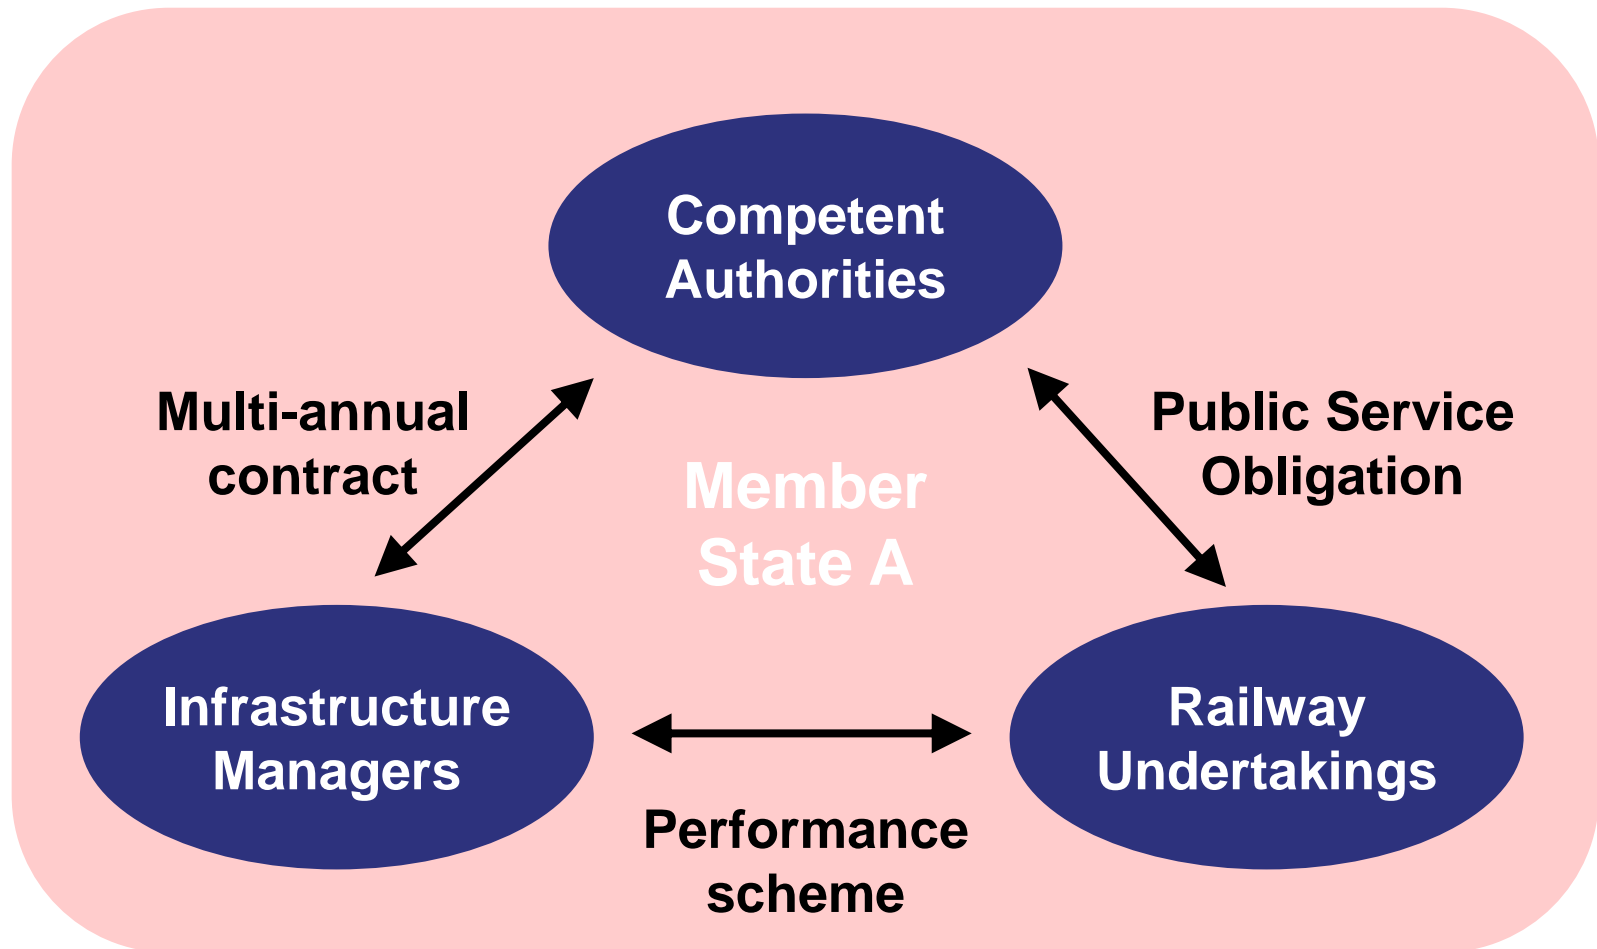 Competent
Authorities
Multi-annual
contract
Public Service
Obligation
Member
State A
Infrastructure
Managers
Railway
Undertakings
Performance
scheme